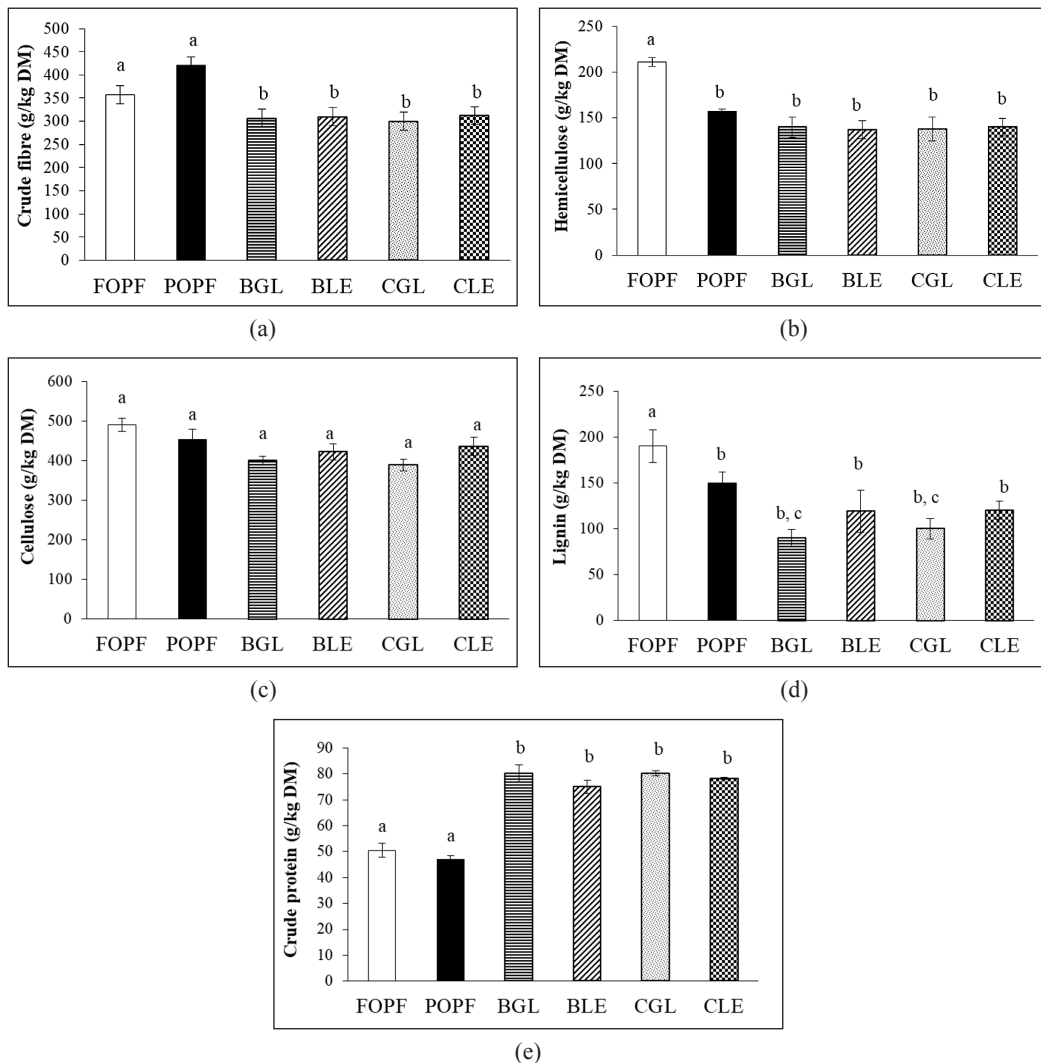 Crude fibre (g/kg DM)
500
450
400
350
300
250
200
150
100
50
0
a
a
b
b
b
b
FOPF POPF BGL BLE CGL CLE
(a)
Hemicellulose (g/kg DM)
250
200
150
100
50
0
a
b
b
b
b
b
FOPF POPF BGL BLE CGL CLE
(b)
Cellulose (g/kg DM)
600
500
400
300
200
100
0
a
a
a
a
a
a
FOPF POPF BGL BLE CGL CLE
(c)
Lignin (g/kg DM)
250
200
150
100
50
0
a
b
b, c
b
b, c
b
FOPF POPF BGL BLE CGL CLE
(d)
Crude protein (g/kg DM)
90
80
70
60
50
40
30
20
10
0
a
a
b
b
b
b
FOPF POPF BGL BLE CGL CLE
(e)